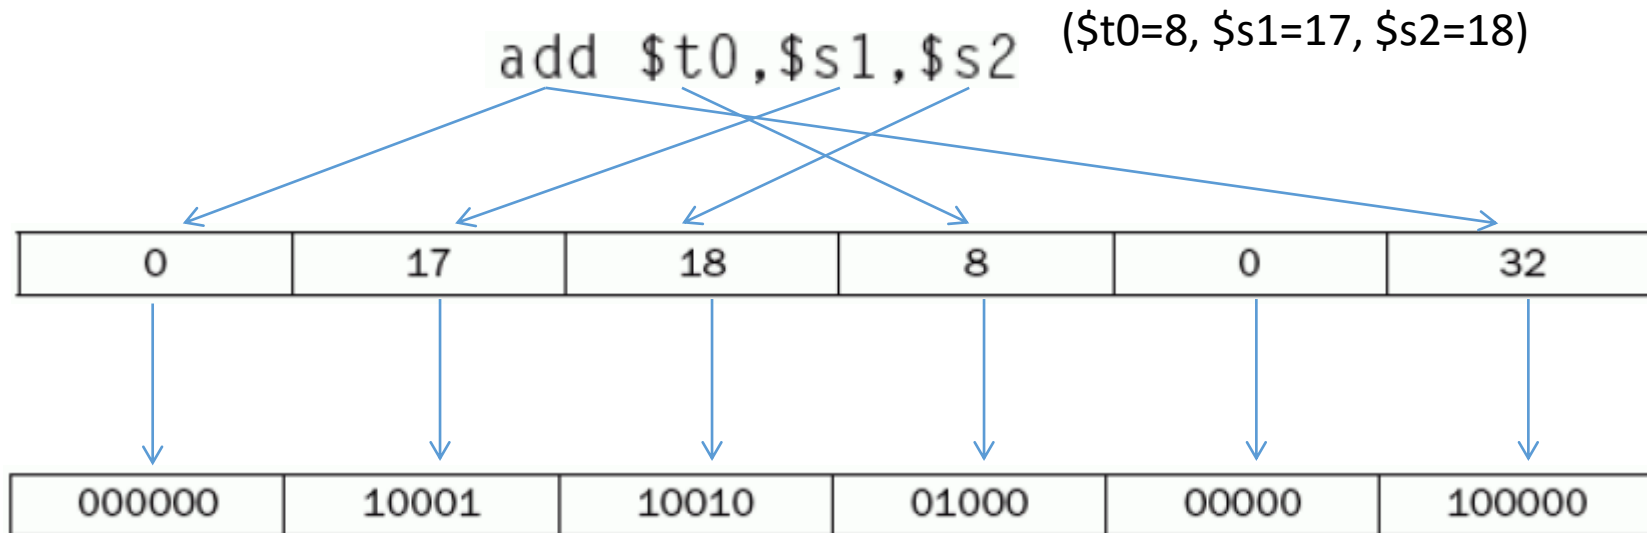 ($t0=8, $s1=17, $s2=18)
add $t0,$s1,$s2
0 17 18 8 0 32
000000 10001 10010 01000 00000 100000